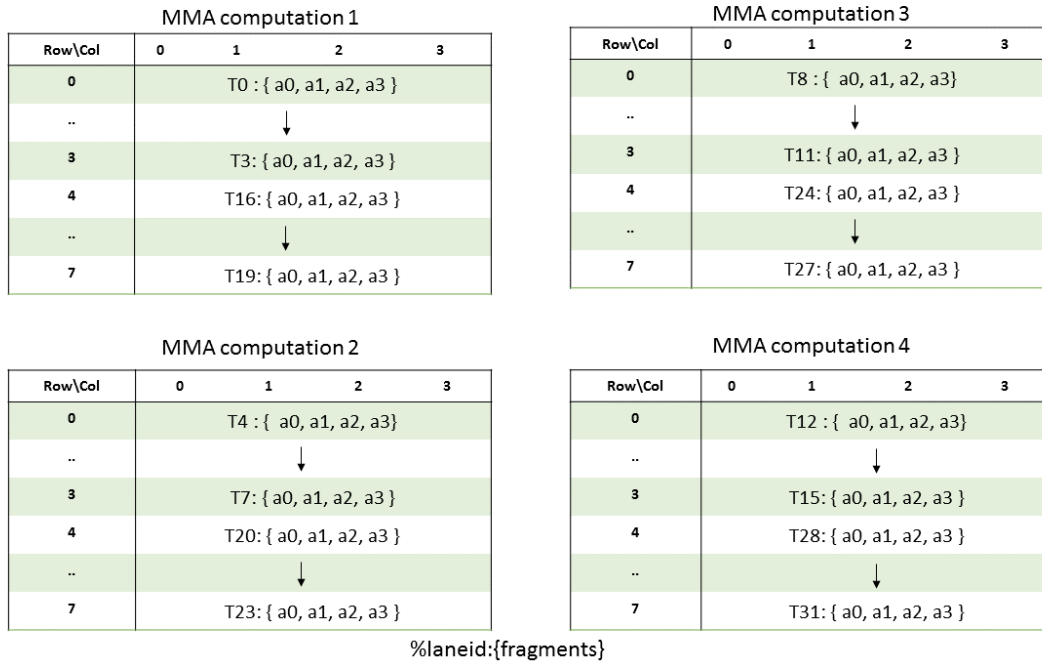 MMA computation 1
Row\Col 0 1 2 3
0 T0 : { a0, a1, a2, a3 }
..
3 T3: { a0, a1, a2, a3 }
4 T16: { a0, a1, a2, a3 }
..
7 T19: { a0, a1, a2, a3 }
MMA computation 3
Row\Col 0 1 2 3
0 T8 : { a0, a1, a2, a3}
..
3 T11: { a0, a1, a2, a3 }
4 T24: { a0, a1, a2, a3 }
..
7 T27: { a0, a1, a2, a3 }
MMA computation 2
Row\Col 0 1 2 3
0 T4 : { a0, a1, a2, a3}
..
3 T7: { a0, a1, a2, a3 }
4 T20: { a0, a1, a2, a3 }
..
7 T23: { a0, a1, a2, a3 }
MMA computation 4
Row\Col 0 1 2 3
0 T12 : { a0, a1, a2, a3}
..
3 T15: { a0, a1, a2, a3 }
4 T28: { a0, a1, a2, a3 }
..
7 T31: { a0, a1, a2, a3 }
%laneid:{fragments}